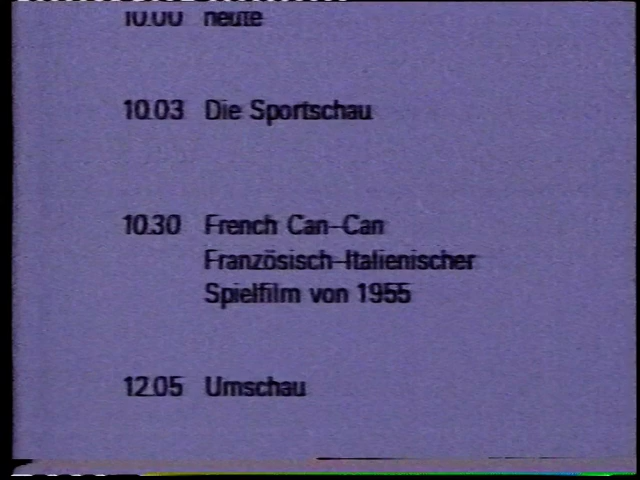 10.00 heute
10.03 Die Sportschau
10.30 French Can-Can
Französisch-Italienischer
Spielfilm von 1955
12.05 Umschau